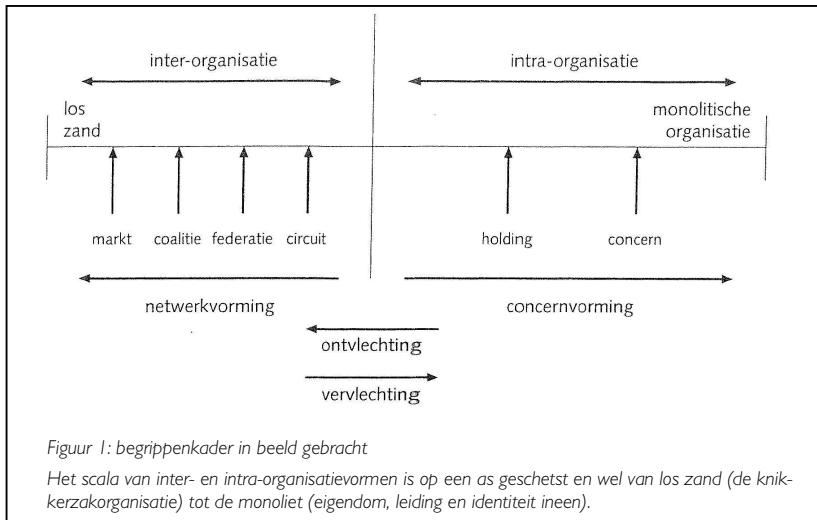 inter-organisatie intra-organisatie
los zand monolitische organisatie
markt coalitie federatie circuit holding concern
netwerkvorming concernvorming
ontvlechting
vervlechting
Figuur 1: begrippenkader in beeld gebracht
Het scala van inter- en intra-organisatievormen is op een as geschetst en wel van los zand (de knik-
kerzakorganisatie) tot de monoliet (eigendom, leiding en identiteit ineen).